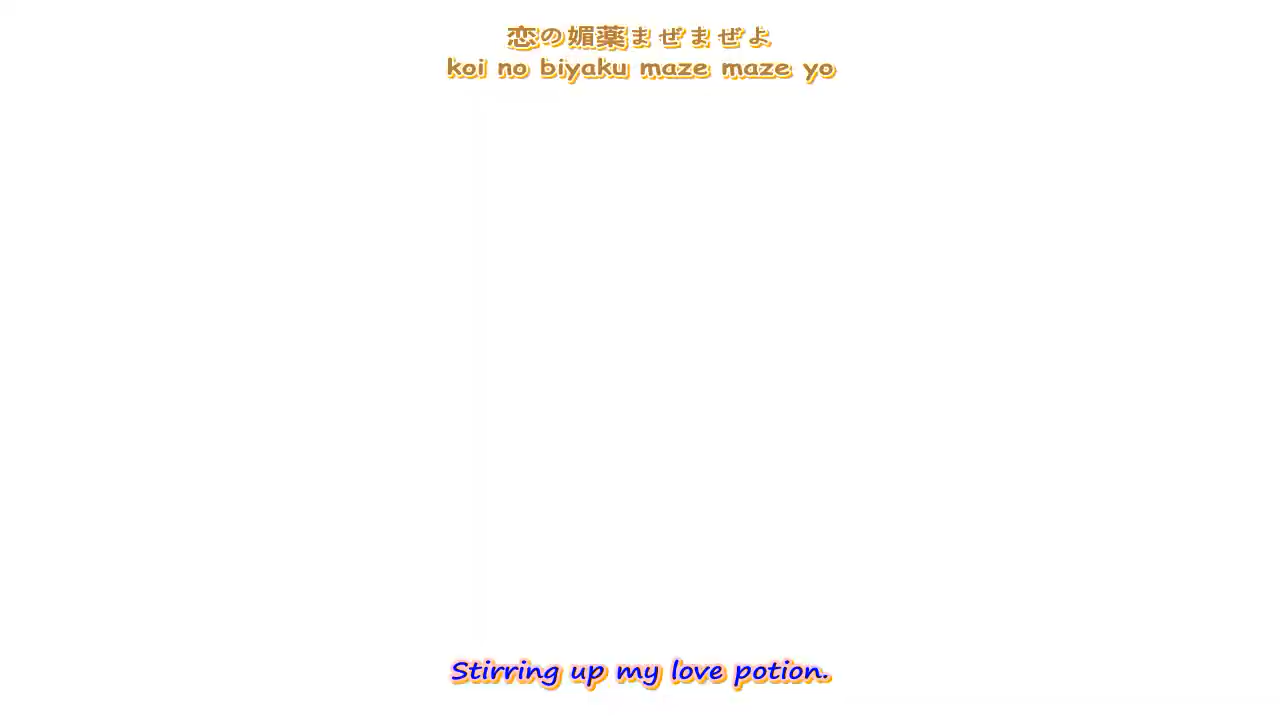 恋の媚薬まぜまぜよ
koi no biyaku maze maze yo
Stirring up my love potion.